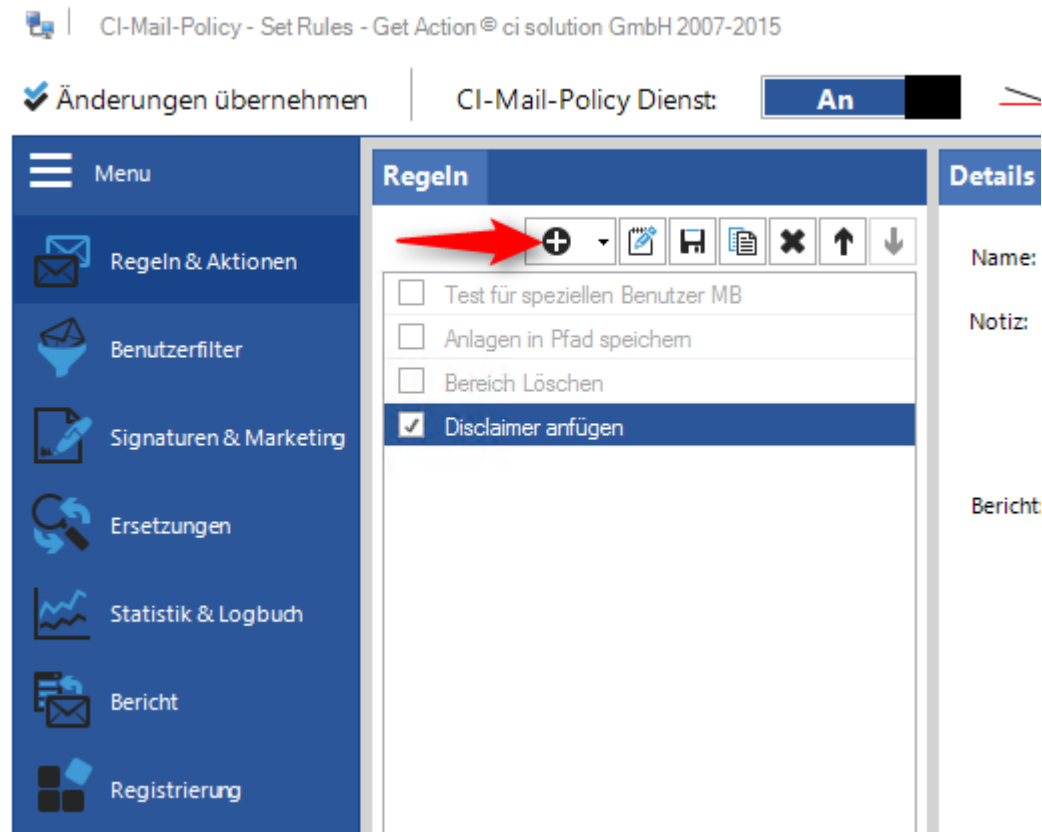 CI-Mail-Policy - Set Rules - Get Action © ci solution GmbH 2007-2015
Änderungen übernehmen
CI-Mail-Policy Dienst:
An
Menu
Regeln & Aktionen
Benutzerfilter
Signaturen & Marketing
Ersetzungen
Statistik & Logbuch
Bericht
Registrierung
Regeln
Test für speziellen Benutzer MB
Anlagen in Pfad speichern
Bereich Löschen
Disclaimer anfügen
Details
Name:
Notiz:
Bericht: